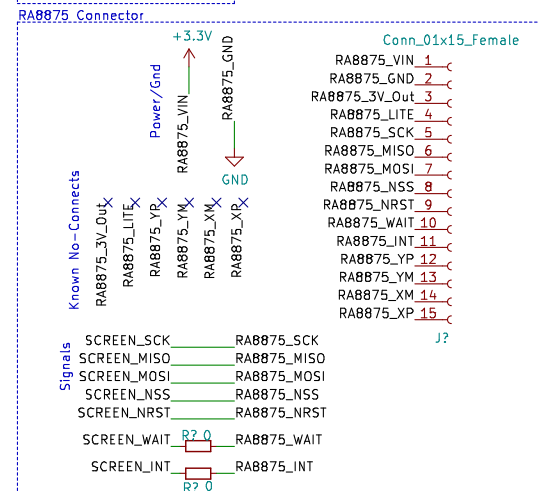 RA8875 Connector
+3.3V
Power/Gnd
RA8875_VIN
RA8875_GND
GND
Known No-Connects
RA8875_3V_Out
RA8875_LITE
RA8875_YP
RA8875_YM
RA8875_XM
RA8875_XP
Conn_01x15_Female
RA8875_VIN 1
RA8875_GND 2
RA8875_3V_Out 3
RA8875_LITE 4
RA8875_SCK 5
RA8875_MISO 6
RA8875_MOSI 7
RA8875_NSS 8
RA8875_NRST 9
RA8875_WAIT 10
RA8875_INT 11
RA8875_YP 12
RA8875_YM 13
RA8875_XM 14
RA8875_XP 15
J?
Signals
SCREEN_SCK RA8875_SCK
SCREEN_MISO RA8875_MISO
SCREEN_MOSI RA8875_MOSI
SCREEN_NSS RA8875_NSS
SCREEN_NRST RA8875_NRST
SCREEN_WAIT R? 0 RA8875_WAIT
SCREEN_INT RA8875_INT
R? 0